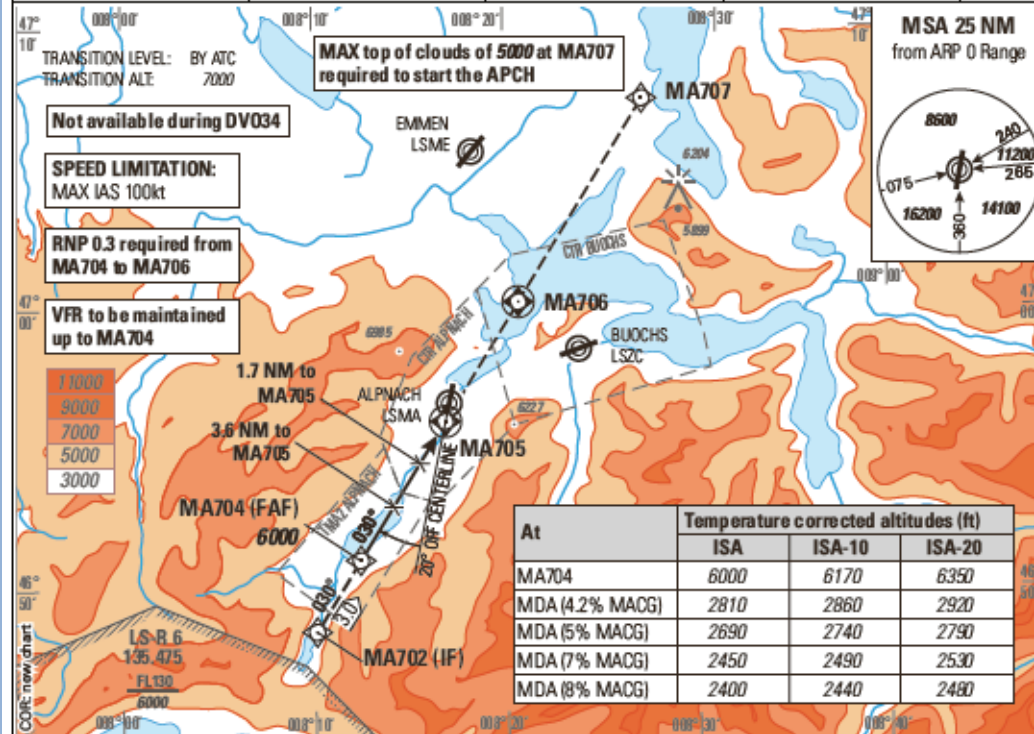 47°
10'
008°00'
008°10'
008°20'
008°30'
47°
10'
TRANSITION LEVEL: BY ATC
TRANSITION ALT: 7000
MAX top of clouds of 5000 at MA707
required to start the APCH
MSA 25 NM
from ARP 0 Range
8600
240
11200
265
075
16200
14100
360
Not available during DVO34
EMMEN
LSME
MA707
SPEED LIMITATION:
MAX IAS 100kt
6204
5899
RNP 0.3 required from
MA704 to MA706
CTR BUOCHS
47°
00'
MA706
VFR to be maintained
up to MA704
6985
CTR ALPNACH
BUOCHS
LSZC
11000
9000
7000
5000
3000
1.7 NM to
MA705
ALPNACH
LSMA
6227
3.6 NM to
MA705
MA705
TMA2 ALPNACH
MA704 (FAF)
6000
030°
20° OFF CENTERLINE
46°
50'
030°
3.0
MA702 (IF)
LS-R 6
135.475
FL130
6000
COR: new chart
At
Temperature corrected altitudes (ft)
ISA ISA-10 ISA-20
MA704 6000 6170 6350
MDA (4.2% MACG) 2810 2860 2920
MDA (5% MACG) 2690 2740 2790
MDA (7% MACG) 2450 2490 2530
MDA (8% MACG) 2400 2440 2480
008°00'
008°10'
008°20'
008°30'
008°40'